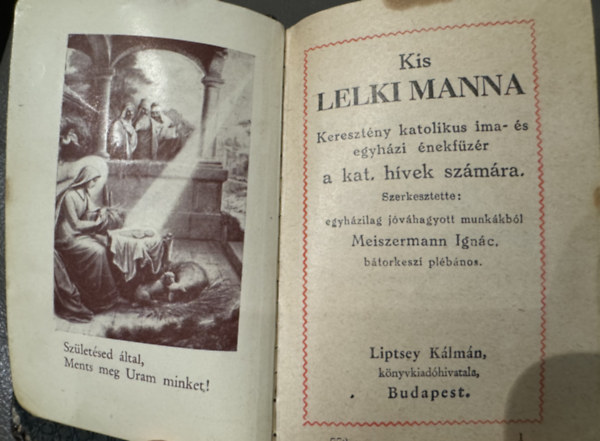 Születésed által,
Ments meg Uram minket!
Kis
LELKI MANNA
Keresztény katolikus ima- és
egyházi énekfüzér
a kat. hívek számára.
Szerkesztette:
egyházilag jóváhagyott munkákból
Meiszermann Ignác,
bátorkeszi plébános.
Liptsey Kálmán,
könyvkiadóhivatala,
Budapest.